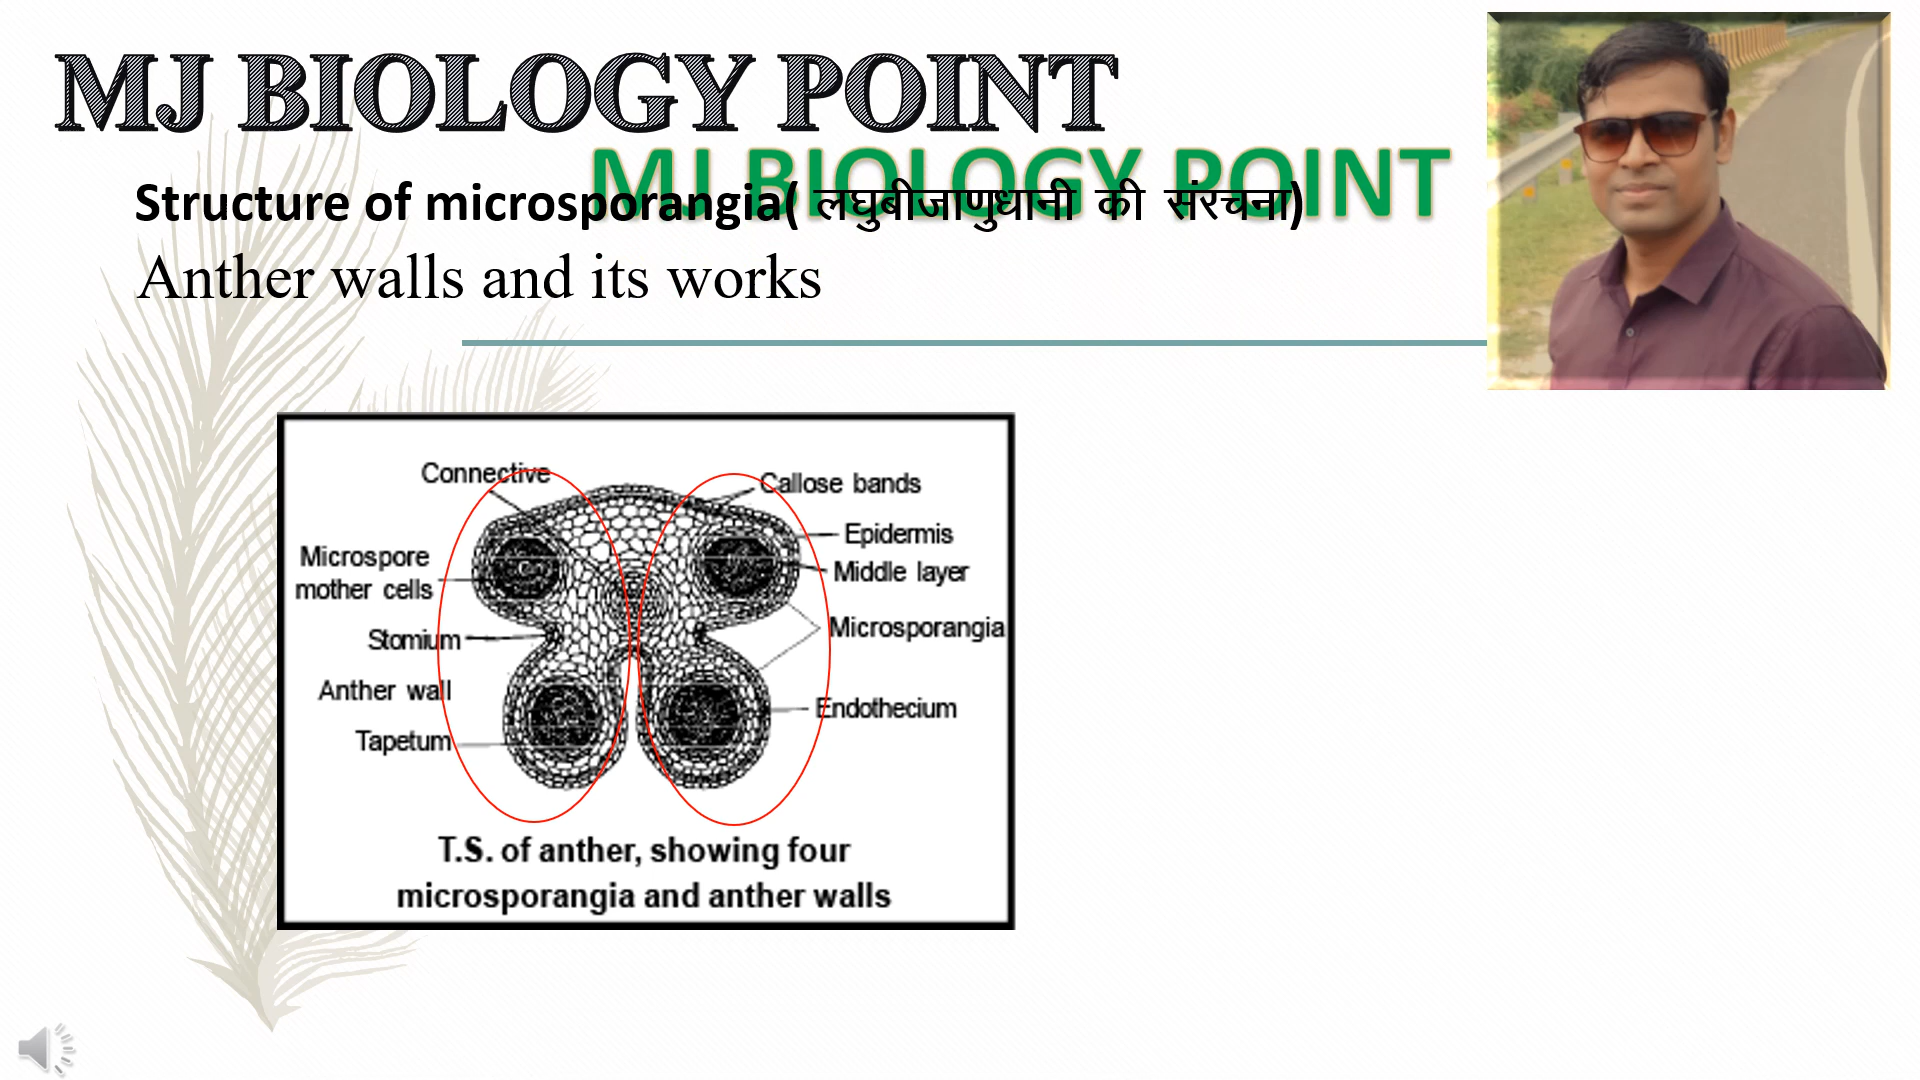 MJ BIOLOGY POINT
MJ BIOLOGY POINT
Structure of microsporangia( लघुबीजाणुधानी की संरचना)
Anther walls and its works
Connective
Callose bands
Epidermis
Microspore
mother cells
Middle layer
Stomium
Microsporangia
Anther wall
Endothecium
Tapetum
T.S. of anther, showing four
microsporangia and anther walls